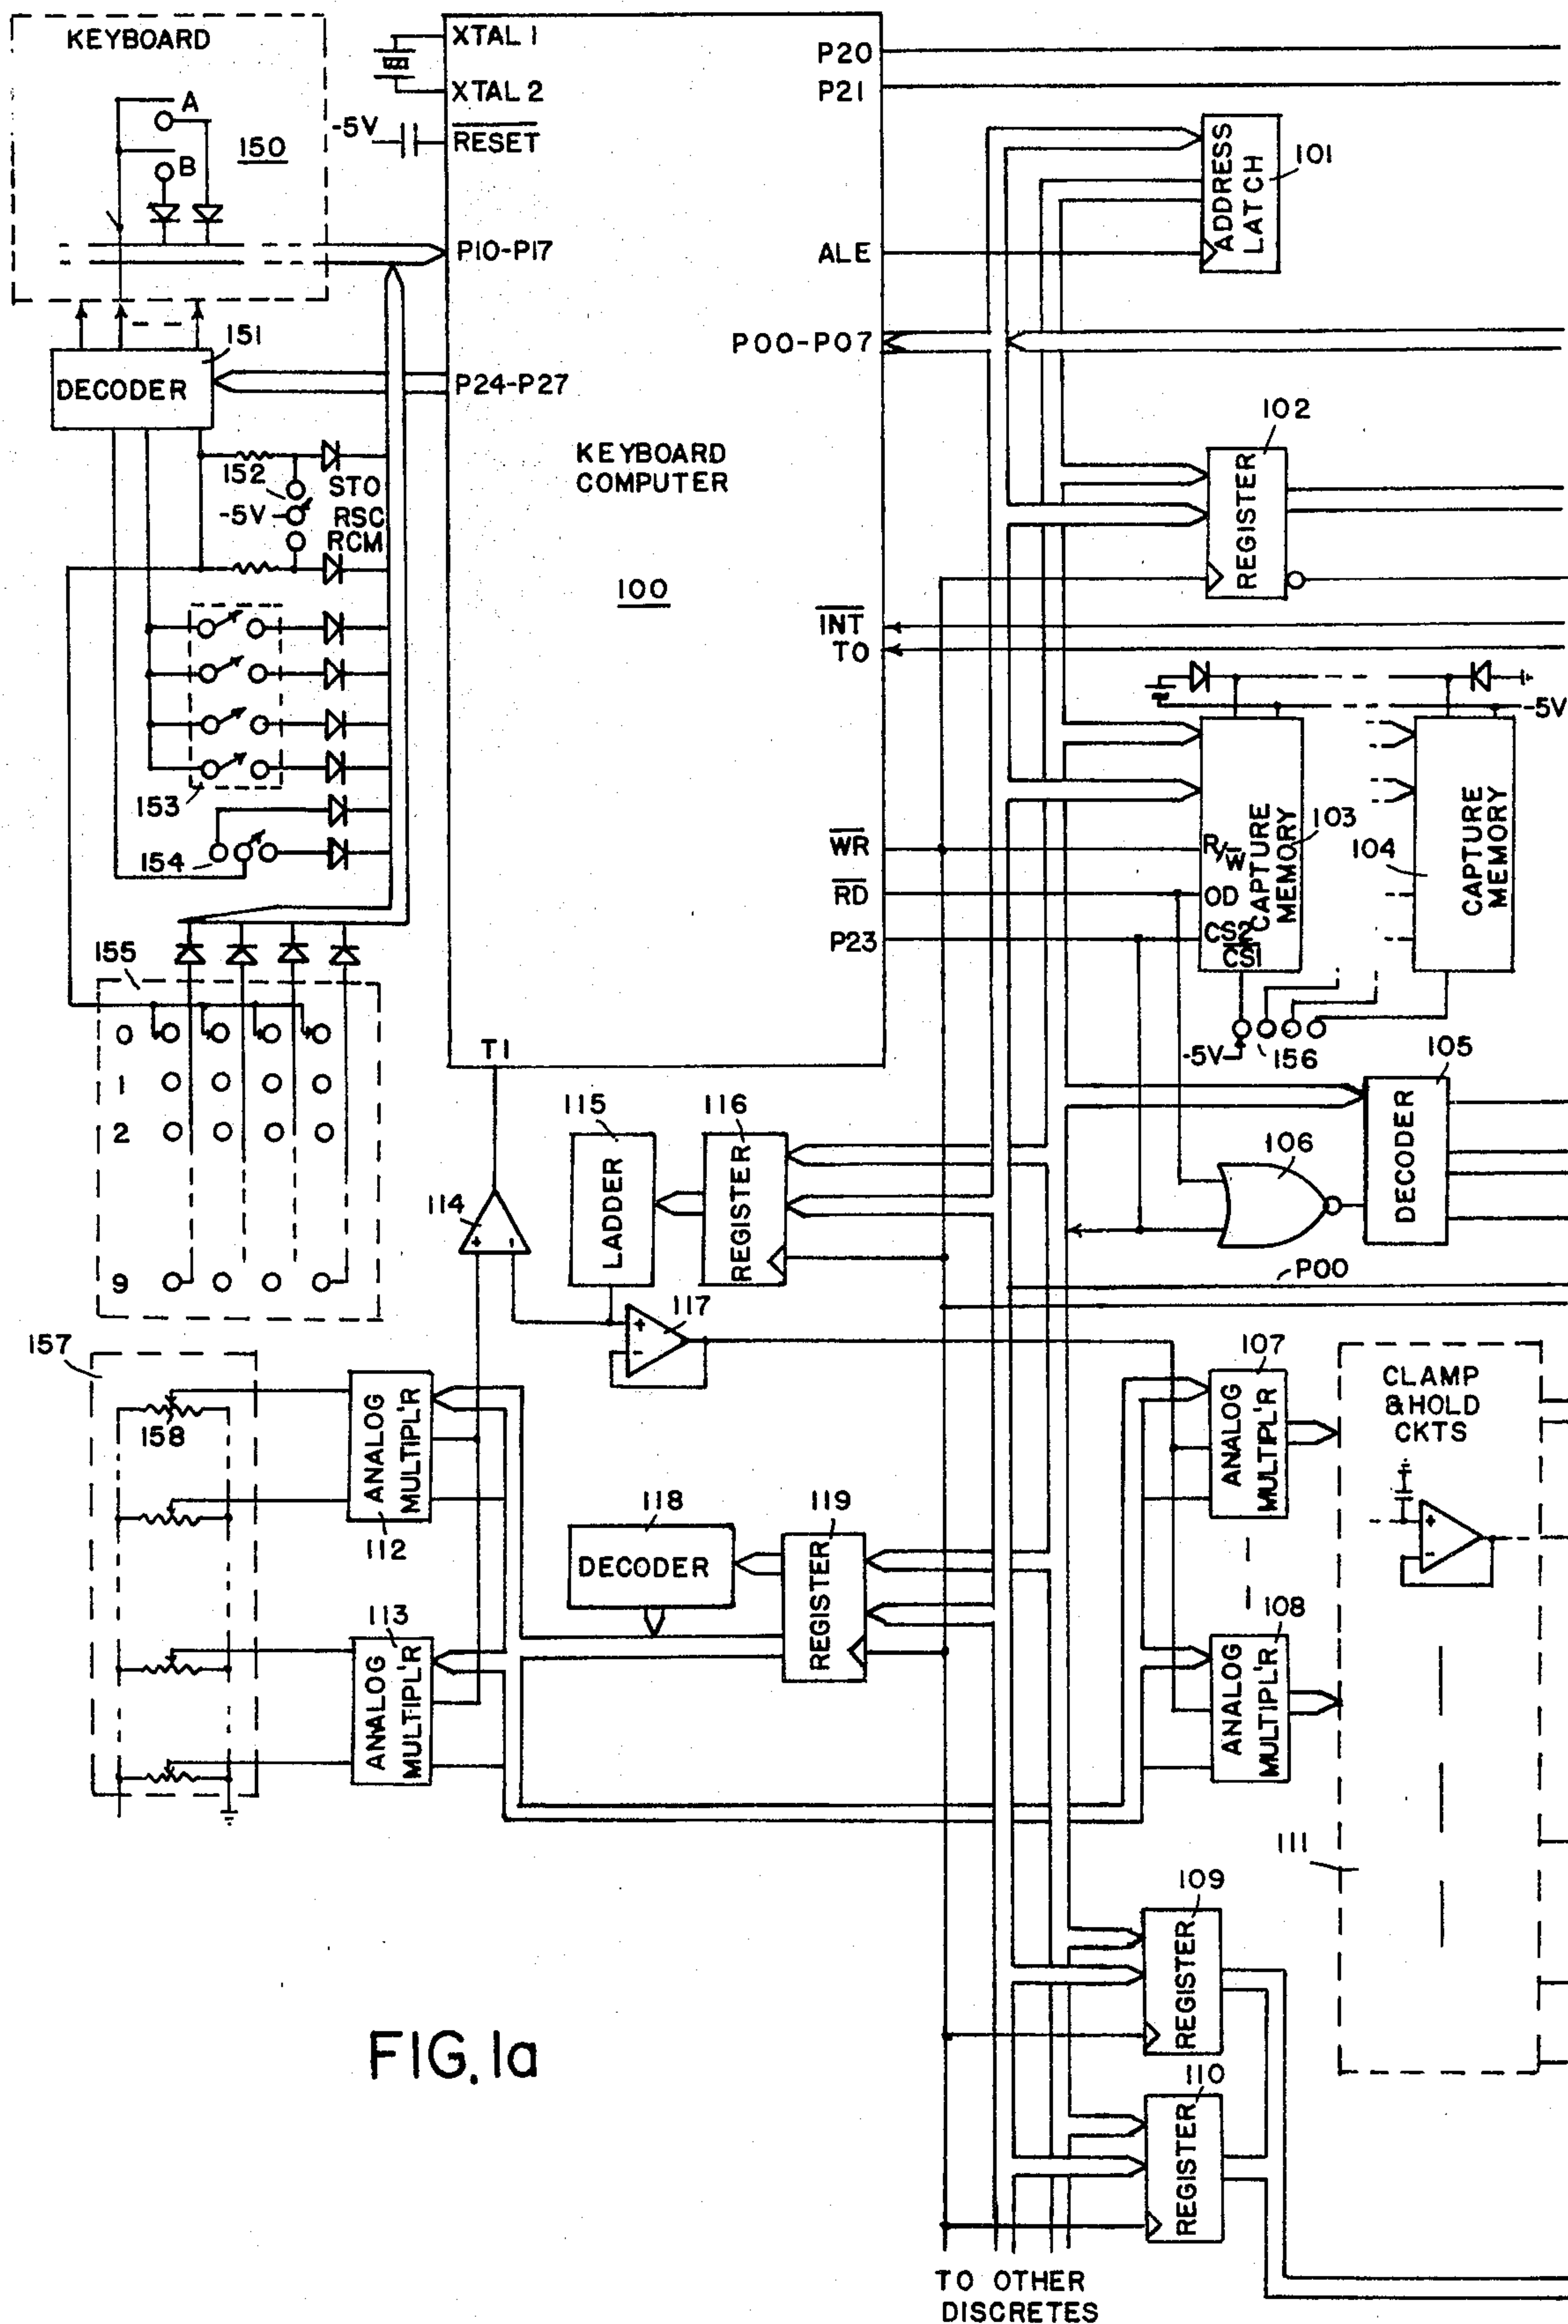 KEYBOARD
A
B
150
XTAL 1
XTAL 2
-5V
RESET
P20
P21
ADDRESS
LATCH
101
P10-P17
ALE
151
DECODER
P00-P07
P24-P27
KEYBOARD
COMPUTER
100
102
REGISTER
152
STO
-5V
RSC
RCM
INT
TO
-5V
153
154
CAPTURE
MEMORY
103
R/W
OD
CS2
CS1
104
CAPTURE
MEMORY
WR
RD
P23
155
0
1
2
9
T1
-5V
156
105
DECODER
106
115
LADDER
116
REGISTER
114
+
-
117
+
-
P00
157
158
ANALOG
MULTIPL'R
112
113
ANALOG
MULTIPL'R
118
DECODER
119
REGISTER
107
ANALOG
MULTIPL'R
108
ANALOG
MULTIPL'R
CLAMP
& HOLD
CKTS
+
-
111
109
REGISTER
110
REGISTER
FIG. 1a
TO OTHER
DISCRETES